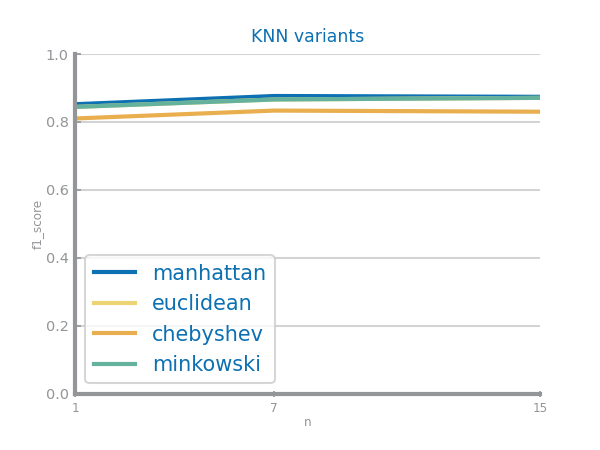 KNN variants
1.0
0.8
0.6
0.4
0.2
0.0
f1_score
manhattan
euclidean
chebyshev
minkowski
1 7 15
n